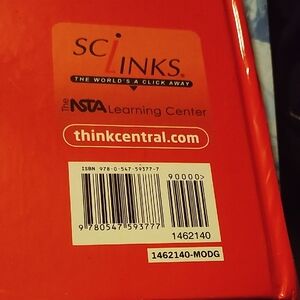 SCiLINKS®
THE WORLD'S A CLICK AWAY
The NSTA Learning Center
thinkcentral.com
ISBN 978-0-547-59377-7
90000>
9 780547 593777
1462140
1462140-MODG